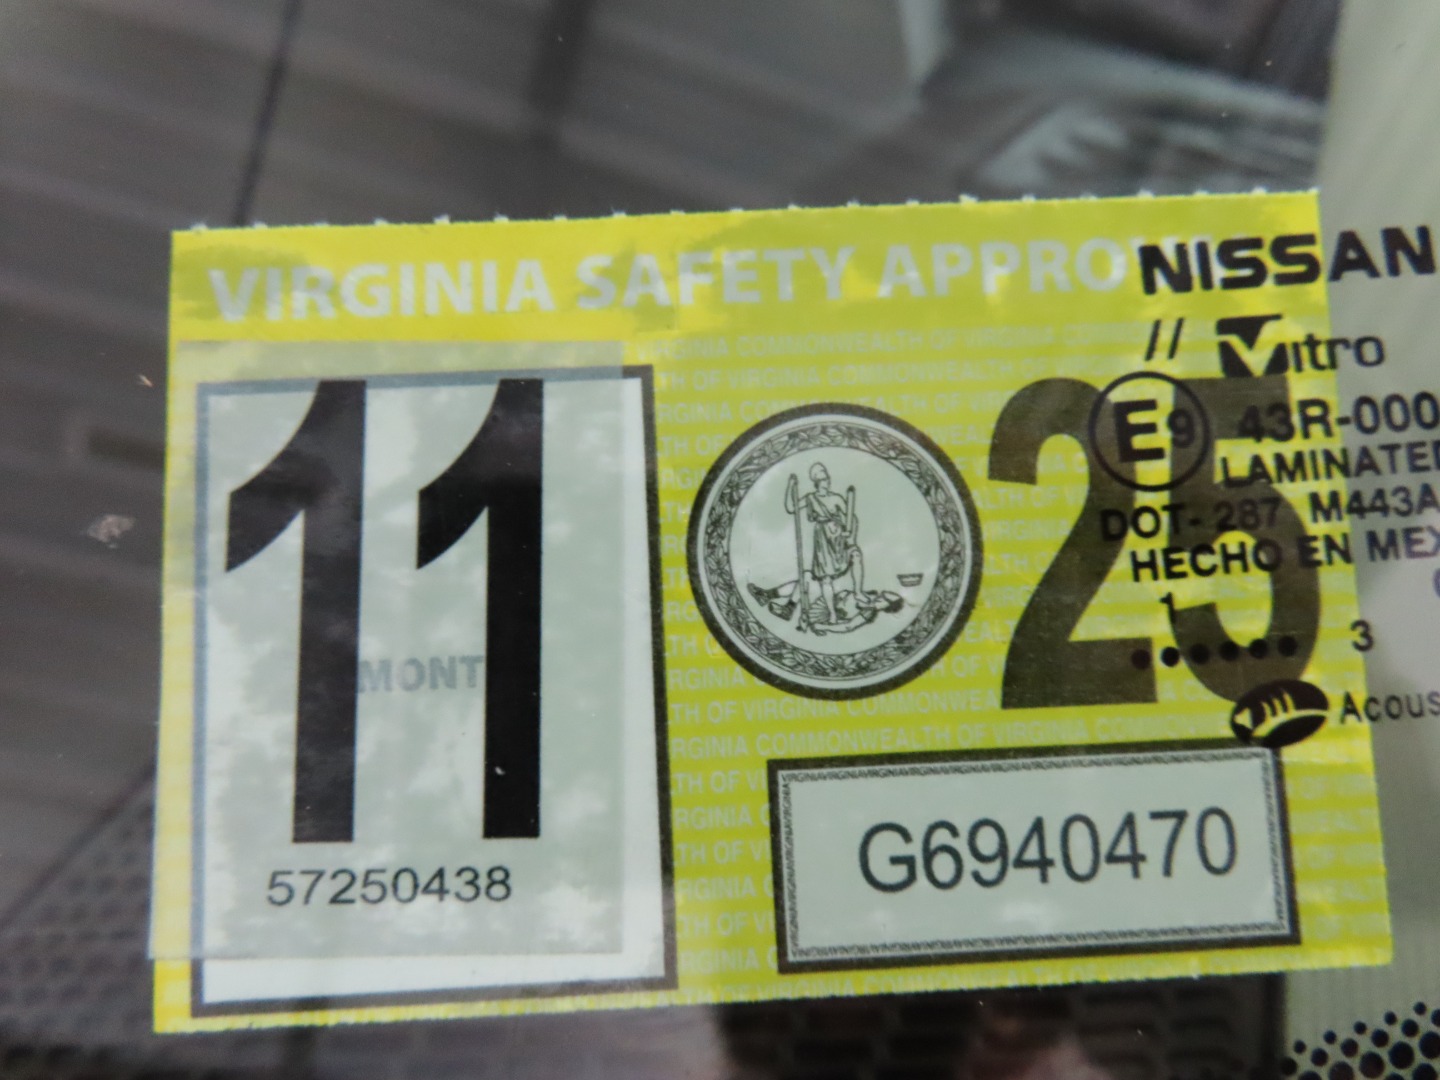 VIRGINIA SAFETY APPRO
NISSAN
// Vitro
E9 43R-000
LAMINATED
DOT-287 M443A
HECHO EN MEX
1
...... 3
Acous
11
MONT
57250438
25
G6940470